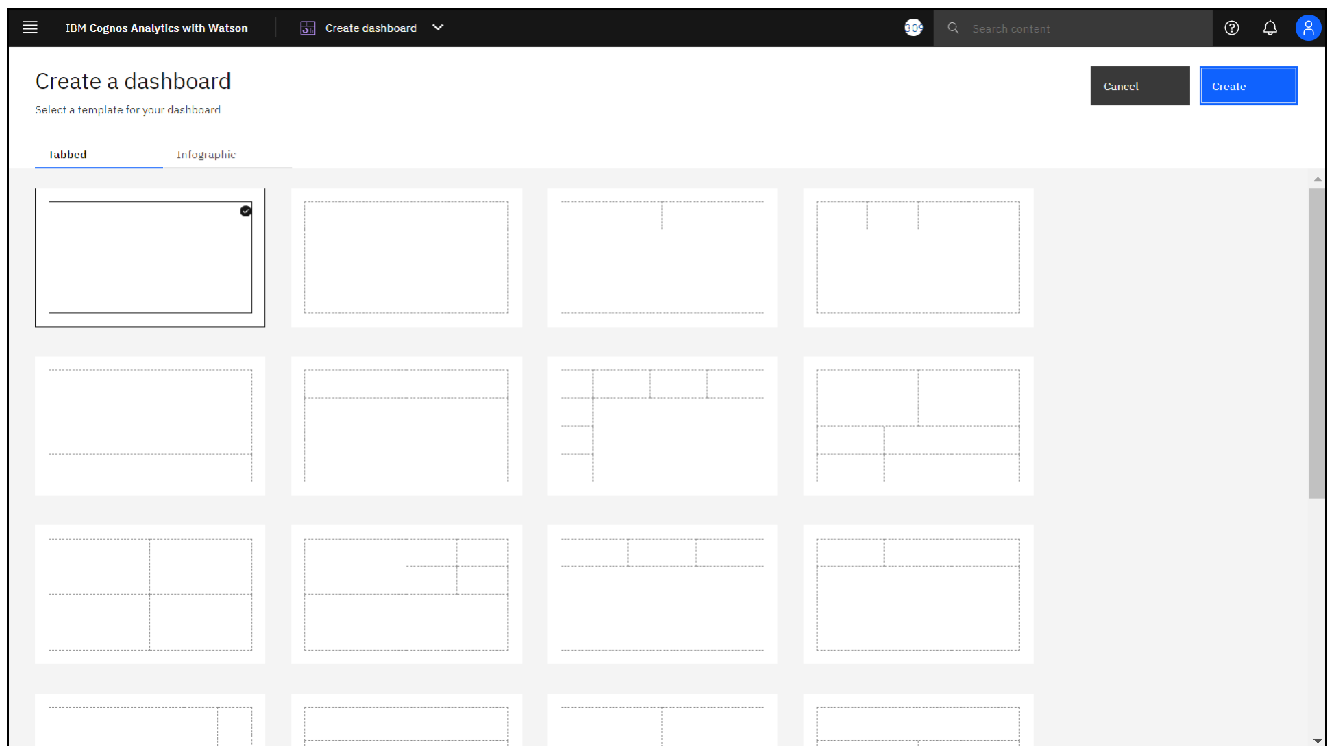 IBM Cognos Analytics with Watson
Create dashboard
Search content
Create a dashboard
Select a template for your dashboard
Cancel
Create
Tabbed
Infographic